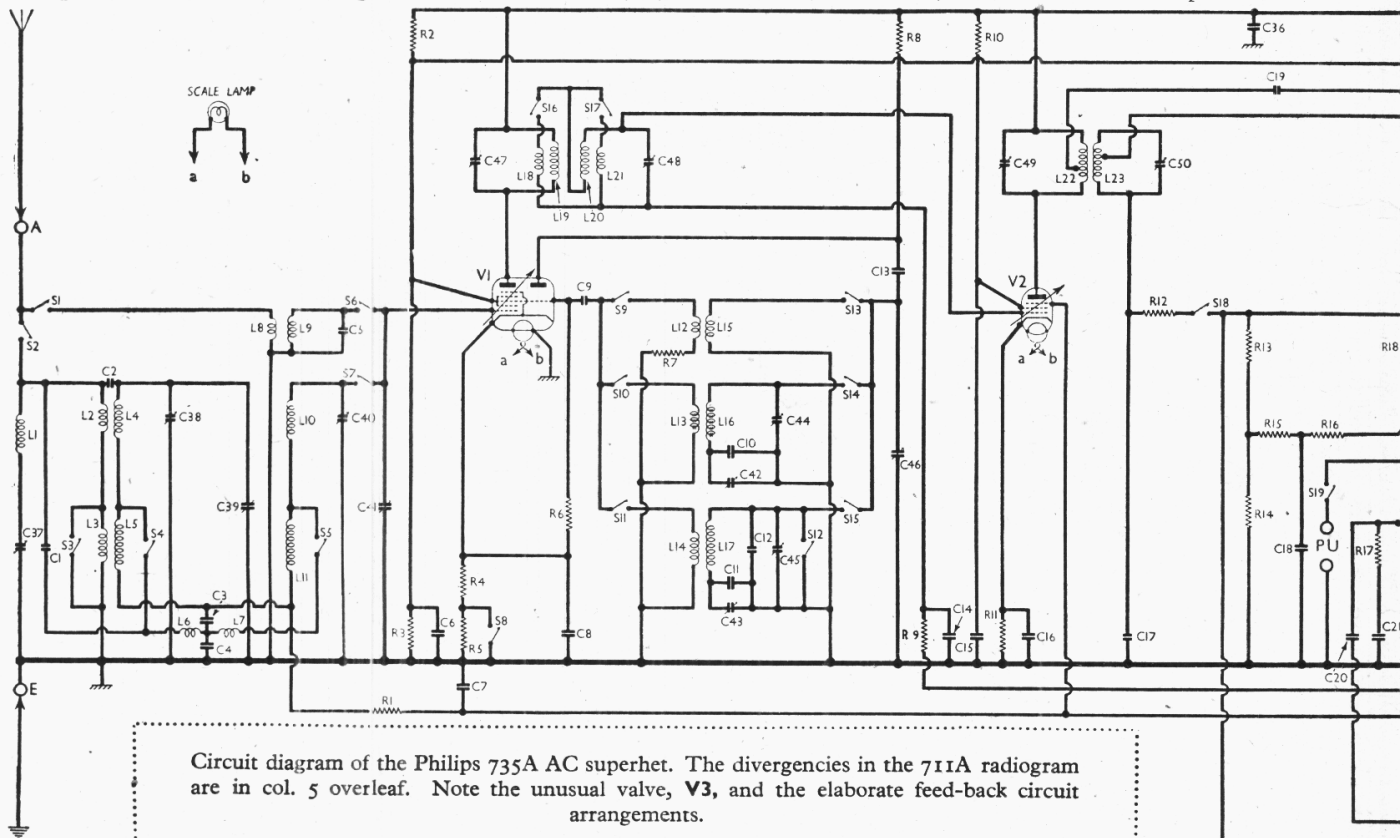 R2
R8
R10
C36
C19
SCALE LAMP
a b
S16 S17
C47
L18
L21
C48
L19 L20
C49
L22 L23
C50
A
V1
C13
V2
S1
S6
C9
S9
L8 L9
C5
L12 L15
S13
R12 S18
a b
a b
R13
R18
S2
R7
C2
S7
S10
S14
L1
L2 L4
C38
L10
C40
L13 L16
C44
R15 R16
C10
C46
C42
S19
C39
C41
R6
S11
S15
R14
C37
C1
S3
L3 L5
S4
S5
L11
L14 L17
C12
C45
S12
C18
PU
R17
C11
R4
C3
C43
L6 L7
C4
R3
C6
R5
S8
C8
R9
C14
C15
R11
C16
C17
C20
C21
E
C7
R1
Circuit diagram of the Philips 735A AC superhet. The divergencies in the 711A radiogram
are in col. 5 overleaf. Note the unusual valve, V3, and the elaborate feed-back circuit
arrangements.